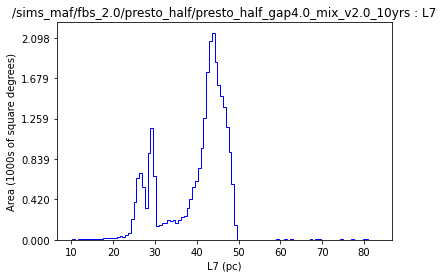 /sims_maf/fbs_2.0/presto_half/presto_half_gap4.0_mix_v2.0_10yrs : L7
2.098
1.679
1.259
0.839
0.420
0.000
Area (1000s of square degrees)
10 20 30 40 50 60 70 80
L7 (pc)